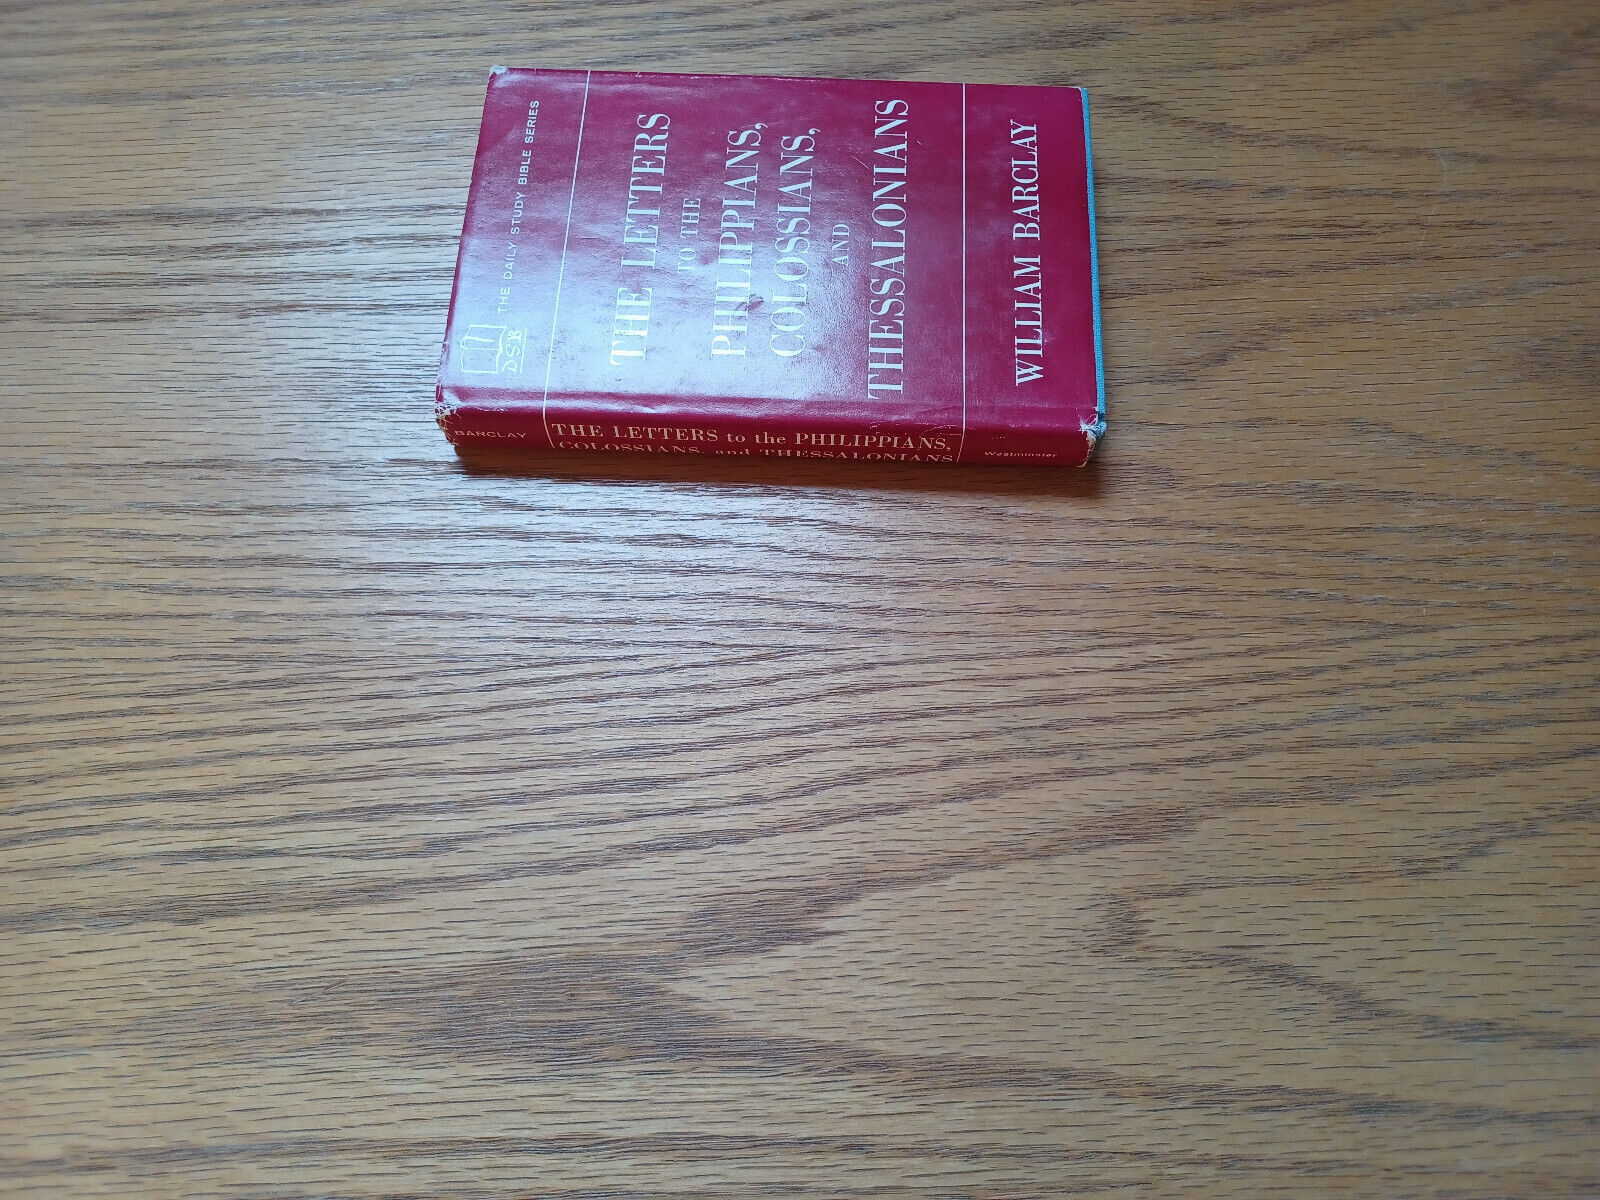 DSB
THE DAILY STUDY BIBLE SERIES
THE LETTERS
TO THE
PHILIPPIANS,
COLOSSIANS,
AND
THESSALONIANS
WILLIAM BARCLAY
BARCLAY
THE LETTERS to the PHILIPPIANS,
COLOSSIANS, and THESSALONIANS
Westminster